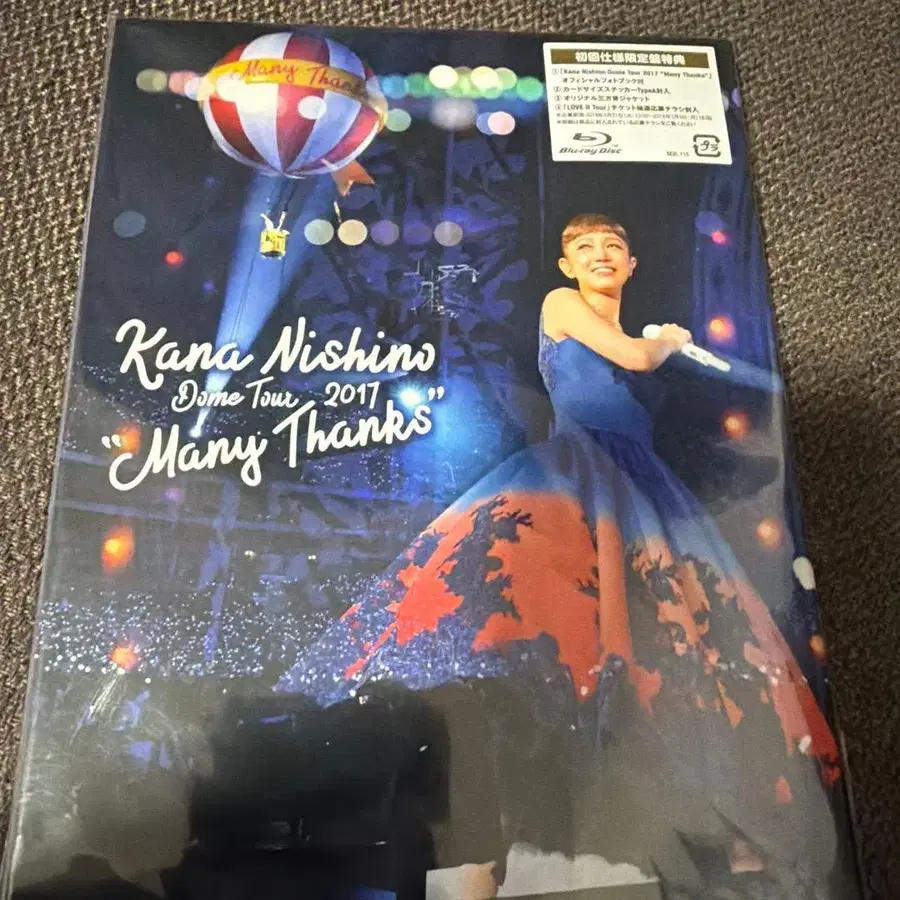 Many Thanks
初回仕様限定盤特典
①「Kana Nishino Dome Tour 2017 "Many Thanks"」
オフィシャルフォトブック付
②カードサイズステッカーTypeA封入
③オリジナル三方背ジャケット
④「LOVE it Tour」チケット抽選応募チラシ封入
Blu-ray Disc
プラ
Kana Nishino
Dome Tour 2017
"Many Thanks"